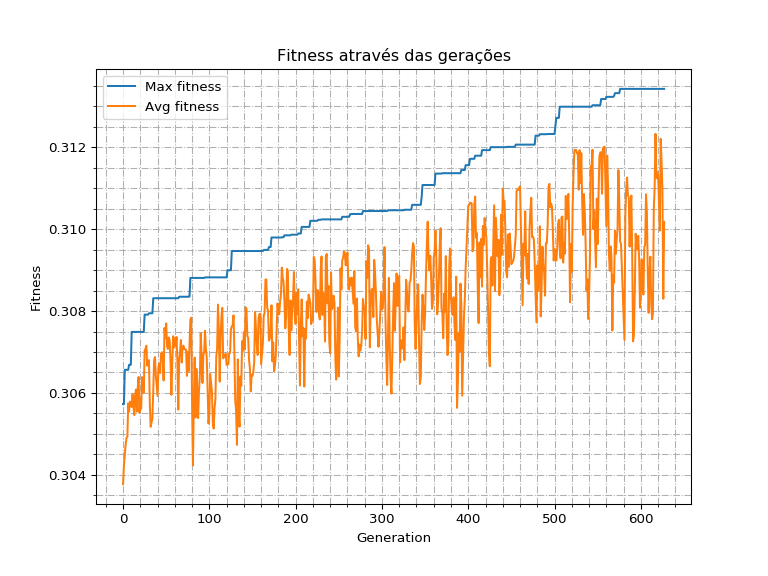 Fitness através das gerações
Max fitness
Avg fitness
0.312
0.310
0.308
0.306
0.304
Fitness
0 100 200 300 400 500 600
Generation